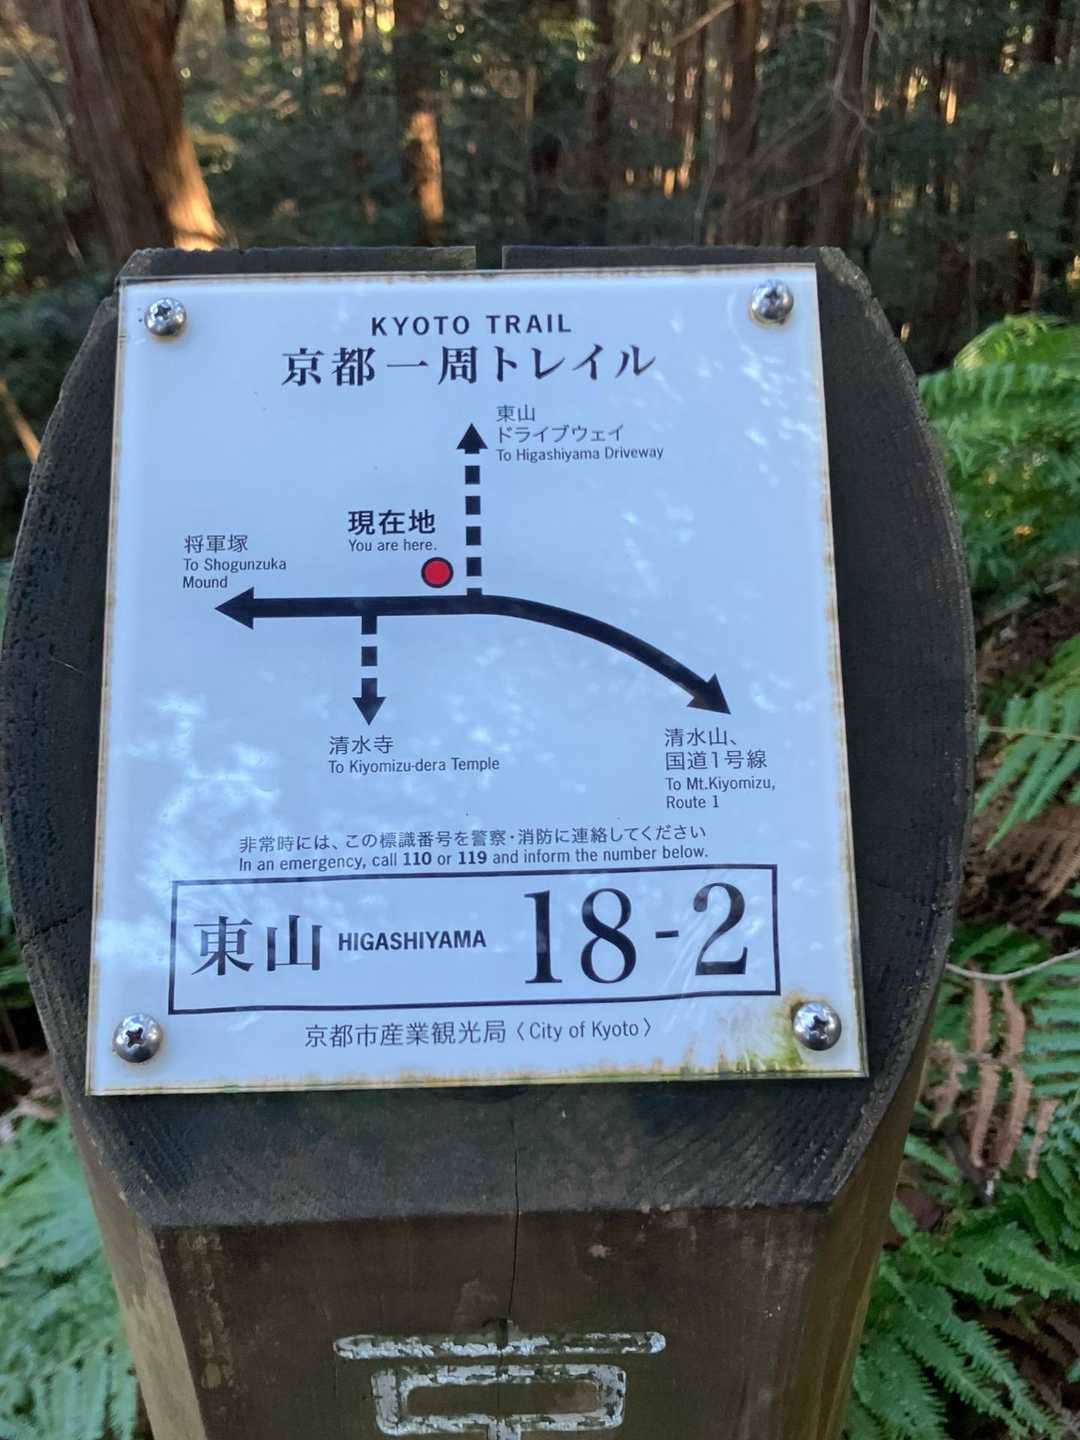 KYOTO TRAIL
京都一周トレイル
東山
ドライブウェイ
To Higashiyama Driveway
現在地
You are here.
将軍塚
To Shogunzuka
Mound
清水寺
To Kiyomizu-dera Temple
清水山、
国道1号線
To Mt.Kiyomizu,
Route 1
非常時には、この標識番号を警察・消防に連絡してください
In an emergency, call 110 or 119 and inform the number below.
東山 HIGASHIYAMA 18-2
京都市産業観光局〈City of Kyoto〉